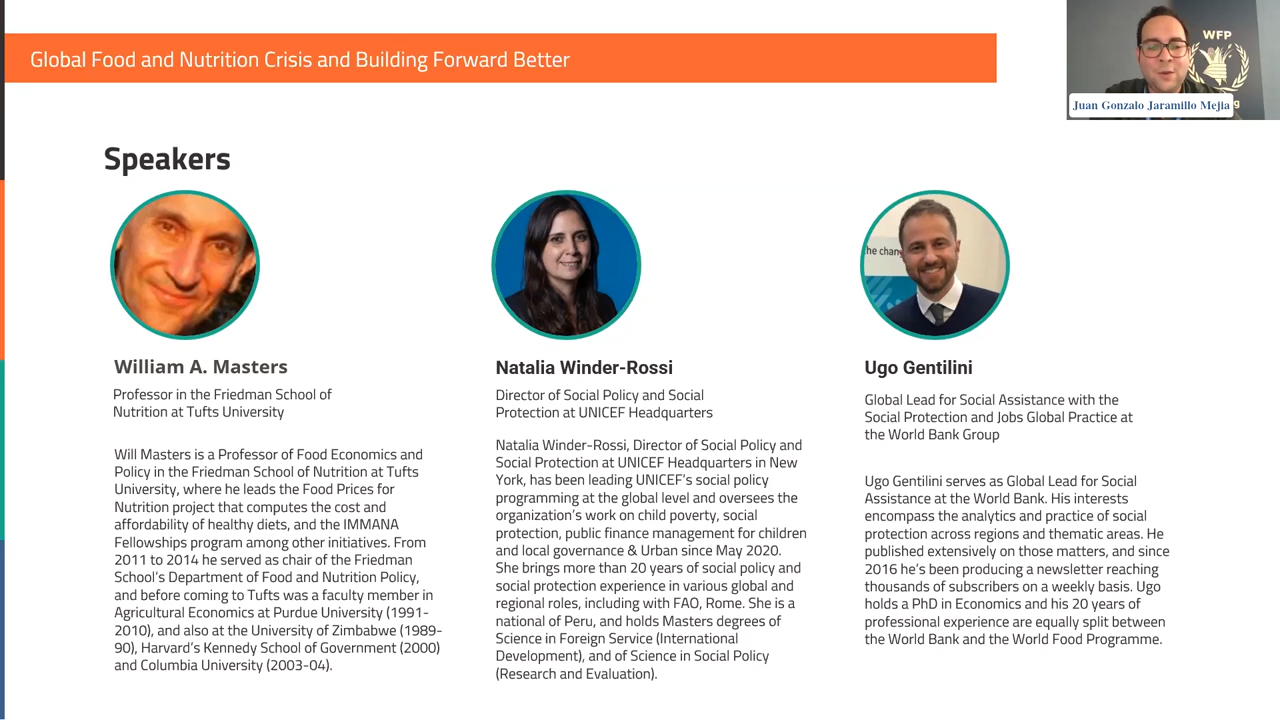 Global Food and Nutrition Crisis and Building Forward Better
WFP
Juan Gonzalo Jaramillo Mejia
Speakers
he chang
William A. Masters
Professor in the Friedman School of
Nutrition at Tufts University
Will Masters is a Professor of Food Economics and
Policy in the Friedman School of Nutrition at Tufts
University, where he leads the Food Prices for
Nutrition project that computes the cost and
affordability of healthy diets, and the IMMANA
Fellowships program among other initiatives. From
2011 to 2014 he served as chair of the Friedman
School's Department of Food and Nutrition Policy,
and before coming to Tufts was a faculty member in
Agricultural Economics at Purdue University (1991-
2010), and also at the University of Zimbabwe (1989-
90), Harvard's Kennedy School of Government (2000)
and Columbia University (2003-04).
Natalia Winder-Rossi
Director of Social Policy and Social
Protection at UNICEF Headquarters
Natalia Winder-Rossi, Director of Social Policy and
Social Protection at UNICEF Headquarters in New
York, has been leading UNICEF's social policy
programming at the global level and oversees the
organization's work on child poverty, social
protection, public finance management for children
and local governance & Urban since May 2020.
She brings more than 20 years of social policy and
social protection experience in various global and
regional roles, including with FAO, Rome. She is a
national of Peru, and holds Masters degrees of
Science in Foreign Service (International
Development), and of Science in Social Policy
(Research and Evaluation).
Ugo Gentilini
Global Lead for Social Assistance with the
Social Protection and Jobs Global Practice at
the World Bank Group
Ugo Gentilini serves as Global Lead for Social
Assistance at the World Bank. His interests
encompass the analytics and practice of social
protection across regions and thematic areas. He
published extensively on those matters, and since
2016 he's been producing a newsletter reaching
thousands of subscribers on a weekly basis. Ugo
holds a PhD in Economics and his 20 years of
professional experience are equally split between
the World Bank and the World Food Programme.